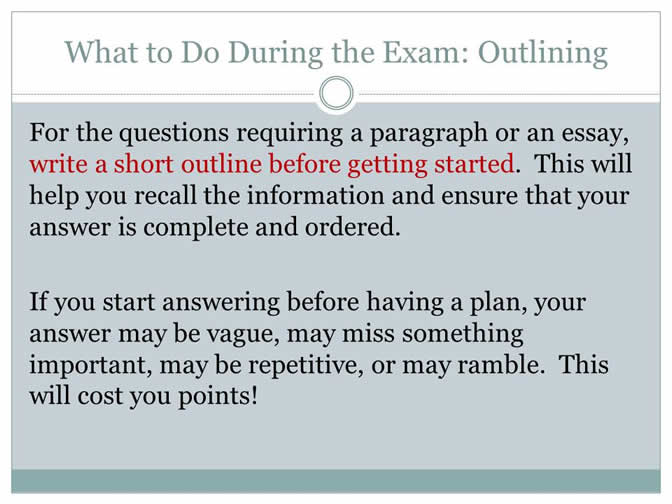 What to Do During the Exam: Outlining
For the questions requiring a paragraph or an essay,
write a short outline before getting started.  This will
help you recall the information and ensure that your
answer is complete and ordered.
If you start answering before having a plan, your
answer may be vague, may miss something
important, may be repetitive, or may ramble.  This
will cost you points!